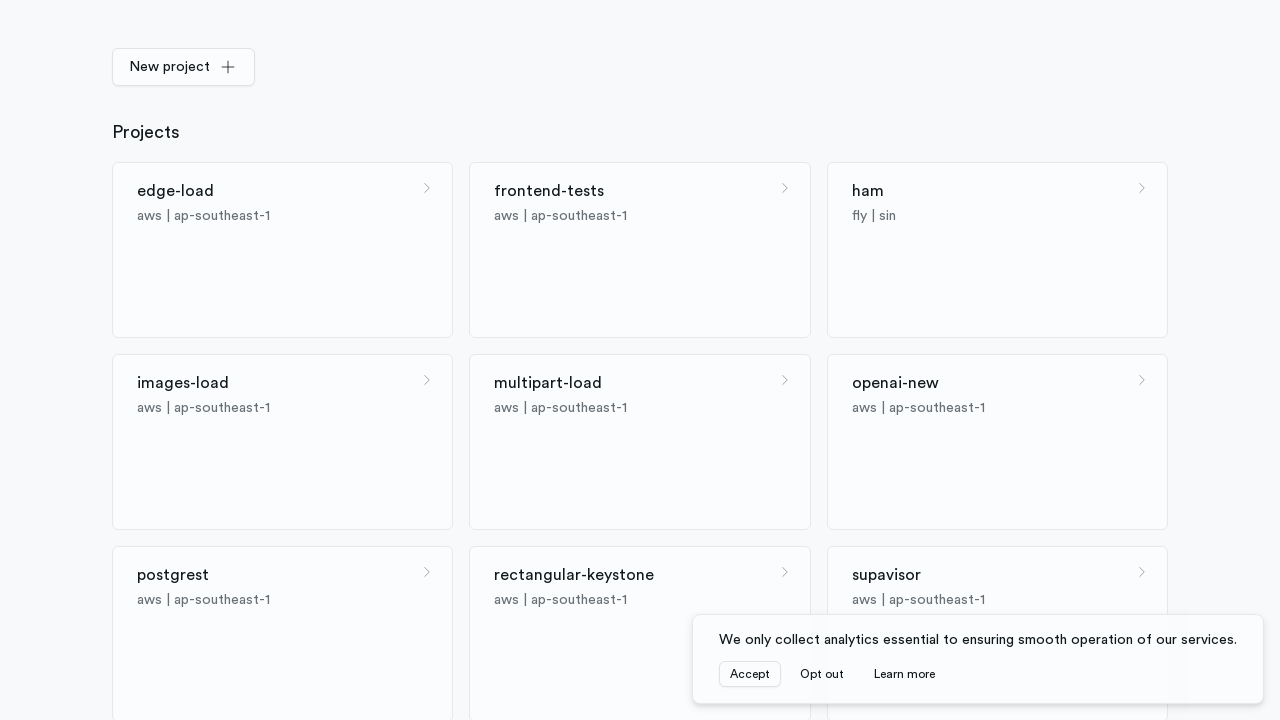 New project
Projects
edge-load
aws | ap-southeast-1
frontend-tests
aws | ap-southeast-1
ham
fly | sin
images-load
aws | ap-southeast-1
multipart-load
aws | ap-southeast-1
openai-new
aws | ap-southeast-1
postgrest
aws | ap-southeast-1
rectangular-keystone
aws | ap-southeast-1
supavisor
aws | ap-southeast-1
We only collect analytics essential to ensuring smooth operation of our services.
Accept
Opt out
Learn more